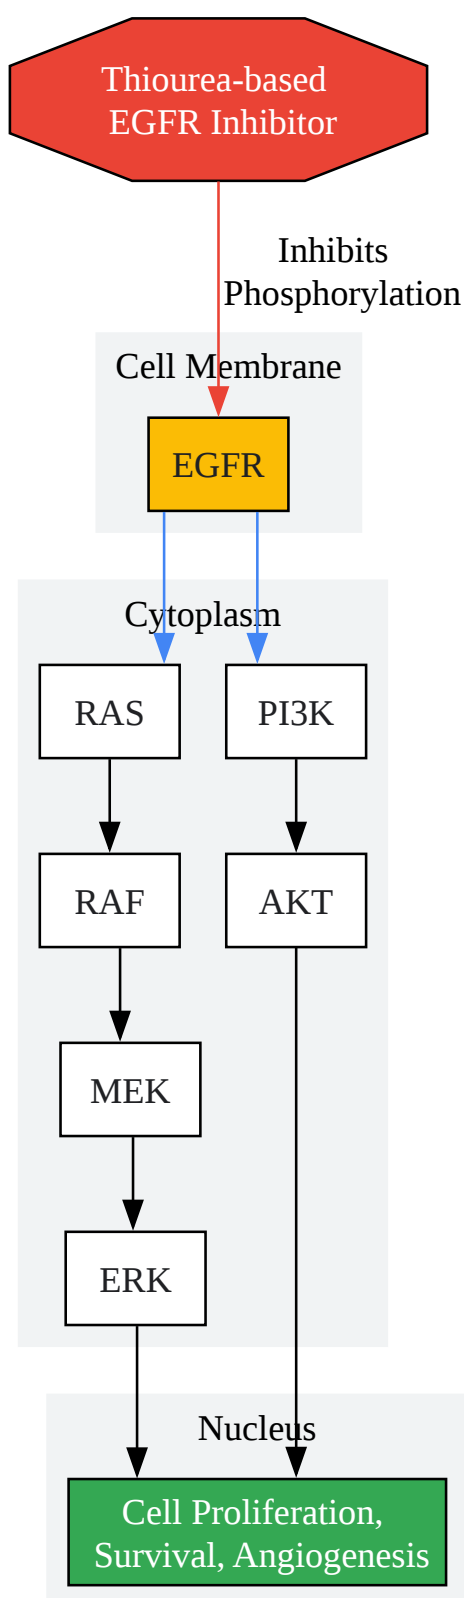 Thiourea-based
EGFR Inhibitor
Inhibits
Phosphorylation
Cell Membrane
EGFR
Cytoplasm
RAS
PI3K
RAF
AKT
MEK
ERK
Nucleus
Cell Proliferation,
Survival, Angiogenesis